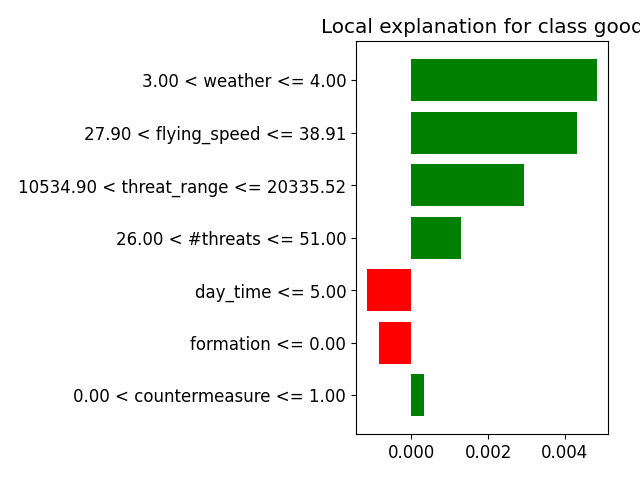 Local explanation for class good
3.00 < weather <= 4.00
27.90 < flying_speed <= 38.91
10534.90 < threat_range <= 20335.52
26.00 < #threats <= 51.00
day_time <= 5.00
formation <= 0.00
0.00 < countermeasure <= 1.00
0.000 0.002 0.004